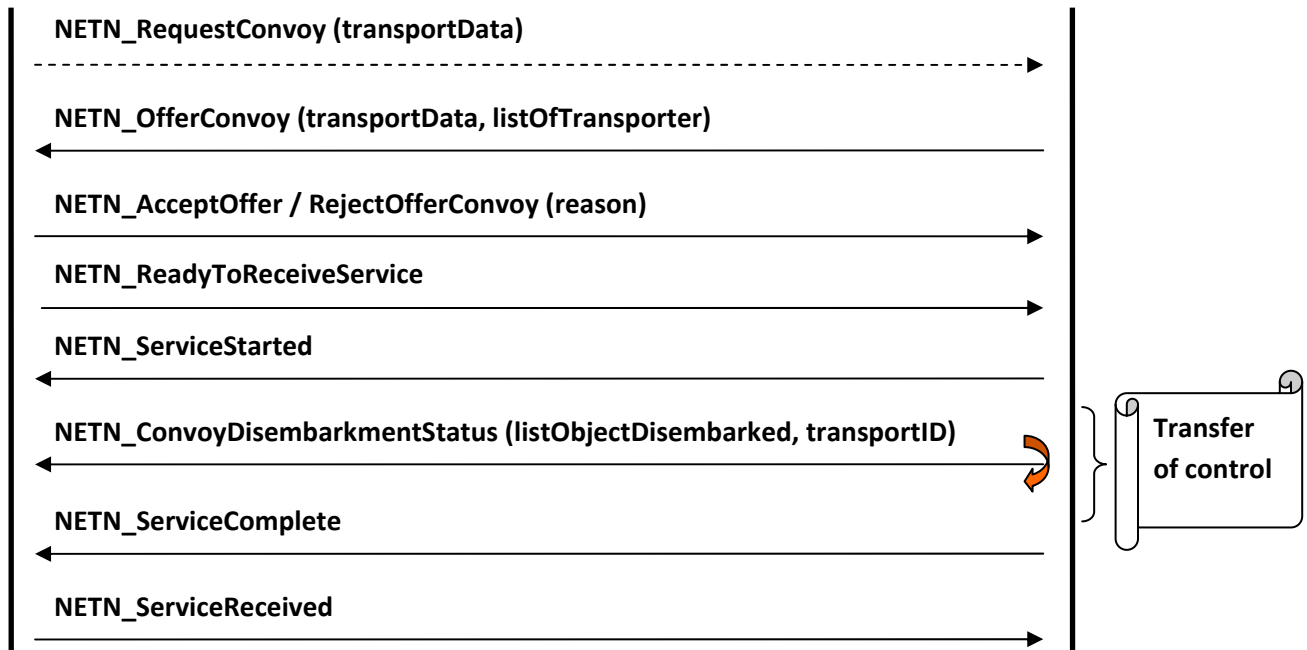 NETN_RequestConvoy (transportData)
NETN_OfferConvoy (transportData, listOfTransporter)
NETN_AcceptOffer / RejectOfferConvoy (reason)
NETN_ReadyToReceiveService
NETN_ServiceStarted
NETN_ConvoyDisembarkmentStatus (listObjectDisembarked, transportID)
Transfer
of control
NETN_ServiceComplete
NETN_ServiceReceived